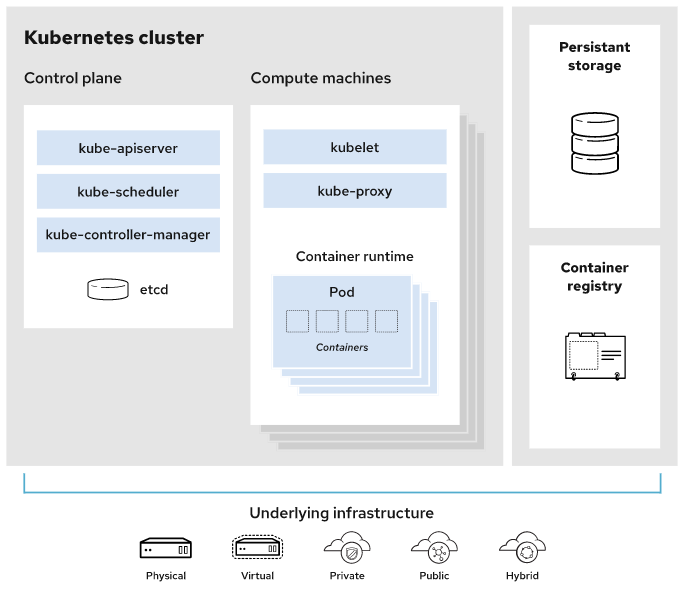 Kubernetes cluster
Control plane
kube-apiserver
kube-scheduler
kube-controller-manager
etcd
Compute machines
kubelet
kube-proxy
Container runtime
Pod
Containers
Persistant
storage
Container
registry
Underlying infrastructure
Physical
Virtual
Private
Public
Hybrid